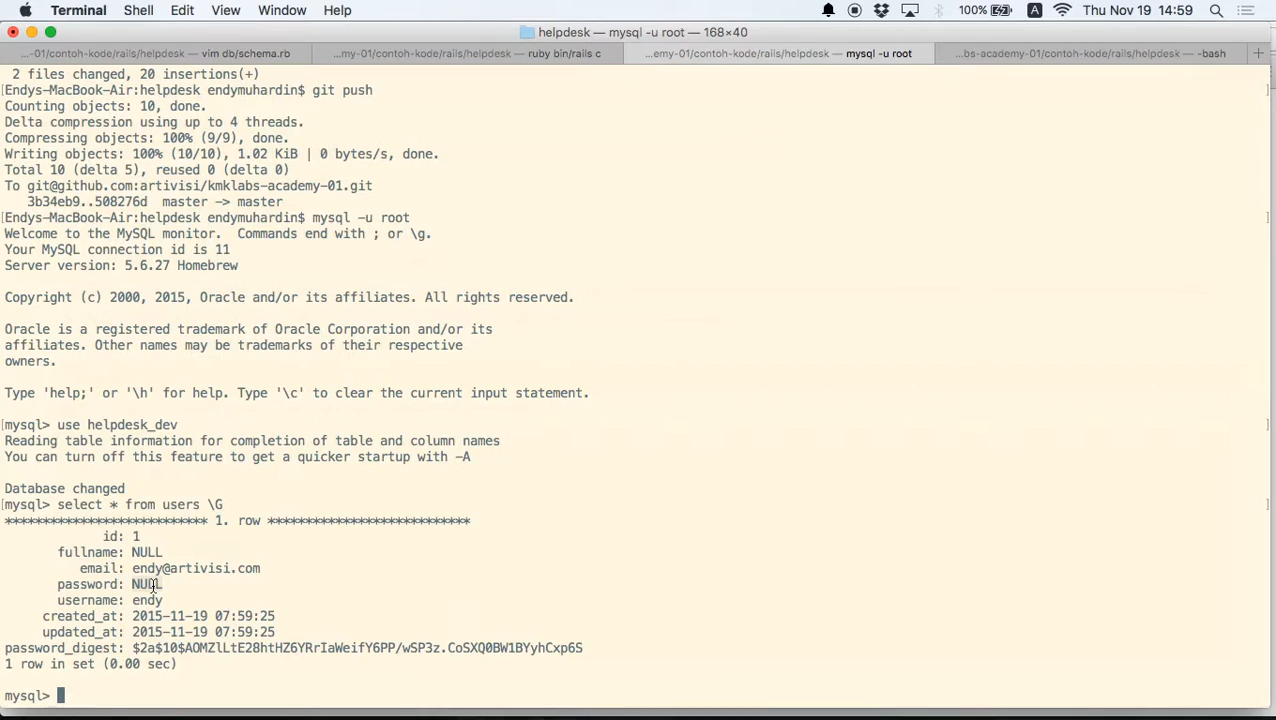 Terminal Shell Edit View Window Help 100% A Thu Nov 19 14:59
helpdesk — mysql -u root — 168×40
...-01/contoh-kode/rails/helpdesk — vim db/schema.rb ...my-01/contoh-kode/rails/helpdesk — ruby bin/rails c ...emy-01/contoh-kode/rails/helpdesk — mysql -u root ...bs-academy-01/contoh-kode/rails/helpdesk — -bash +
2 files changed, 20 insertions(+)
[Endys-MacBook-Air:helpdesk endymuhardin$ git push ]
Counting objects: 10, done.
Delta compression using up to 4 threads.
Compressing objects: 100% (9/9), done.
Writing objects: 100% (10/10), 1.02 KiB | 0 bytes/s, done.
Total 10 (delta 5), reused 0 (delta 0)
To git@github.com:artivisi/kmklabs-academy-01.git
3b34eb9..508276d master -> master
[Endys-MacBook-Air:helpdesk endymuhardin$ mysql -u root ]
Welcome to the MySQL monitor. Commands end with ; or \g.
Your MySQL connection id is 11
Server version: 5.6.27 Homebrew
Copyright (c) 2000, 2015, Oracle and/or its affiliates. All rights reserved.
Oracle is a registered trademark of Oracle Corporation and/or its
affiliates. Other names may be trademarks of their respective
owners.
Type 'help;' or '\h' for help. Type '\c' to clear the current input statement.
[mysql> use helpdesk_dev ]
Reading table information for completion of table and column names
You can turn off this feature to get a quicker startup with -A
Database changed
[mysql> select * from users \G ]
*************************** 1. row ***************************
id: 1
fullname: NULL
email: endy@artivisi.com
password: NULL
username: endy
created_at: 2015-11-19 07:59:25
updated_at: 2015-11-19 07:59:25
password_digest: $2a$10$AOMZlLtE28htHZ6YRrIaWeifY6PP/wSP3z.CoSXQ0BW1BYyhCxp6S
1 row in set (0.00 sec)
mysql>